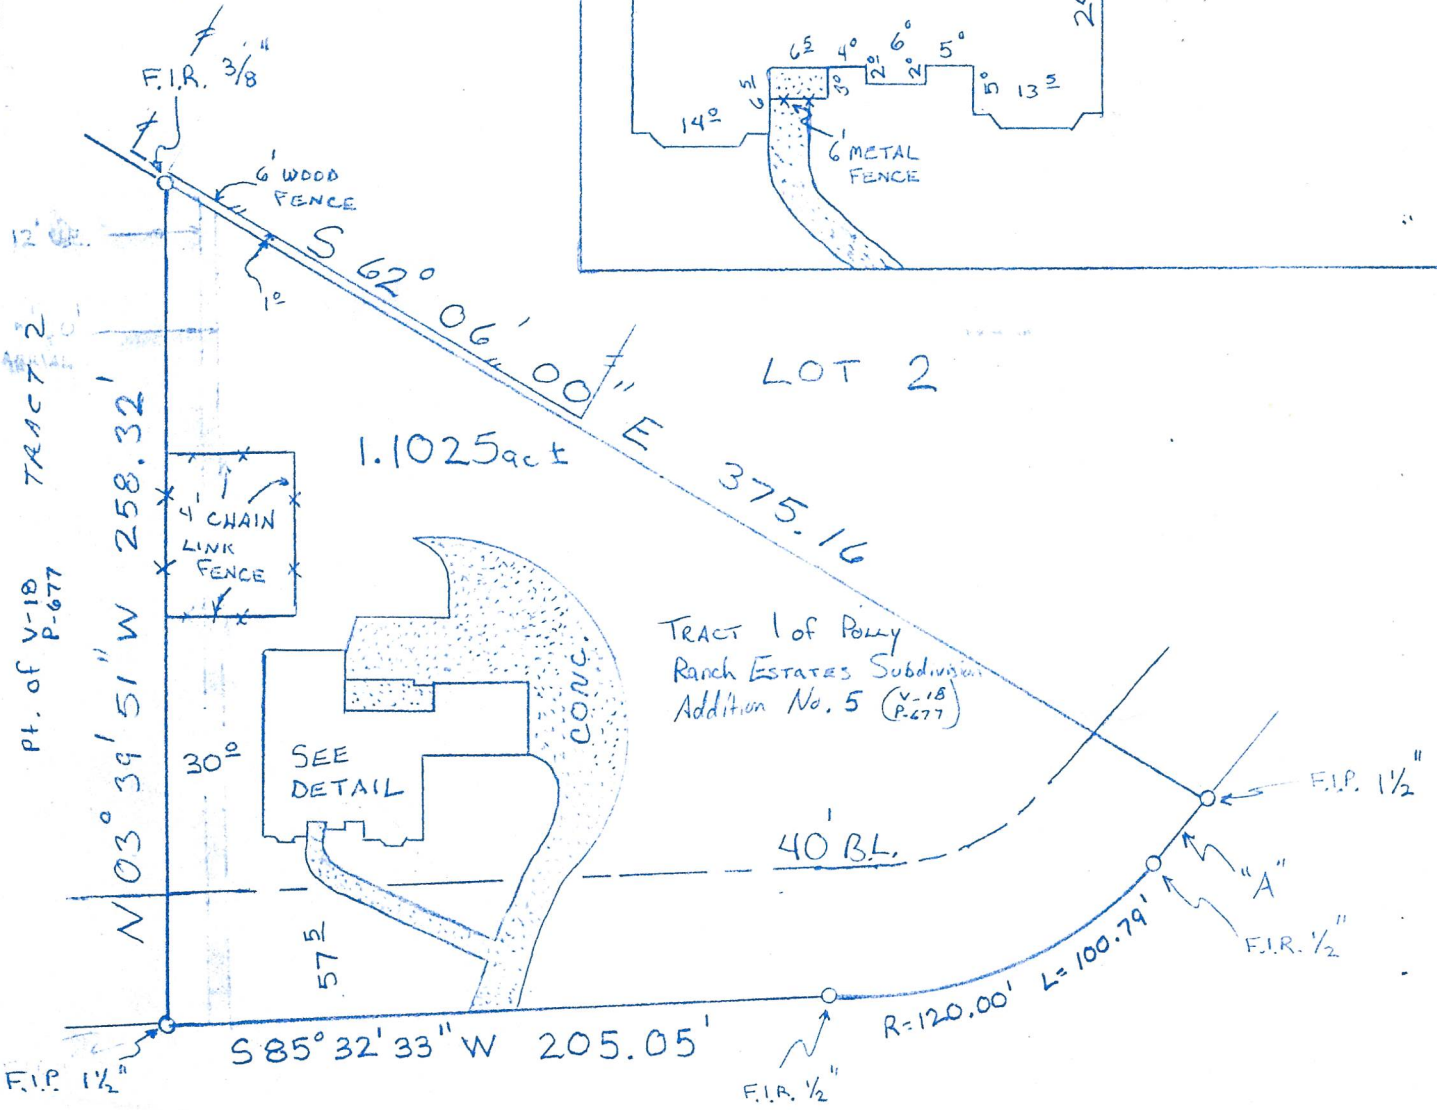 F.I.R. 3/8"
6⁵ 4⁰ 6⁰ 5⁰
6⁵ 3⁰ 2⁰ 2⁰ 5⁰ 13⁵
14⁰
6' METAL
FENCE
6' WOOD
FENCE
12' U.E.
1⁰
S 62° 06' 00" E 375.16
LOT 2
TRACT 2
Pt. of V-18
P-677
N 03° 39' 51" W 258.32'
1.1025 ac ±
4' CHAIN
LINK
FENCE
CONC.
TRACT 1 of Polly
Ranch Estates Subdivision
Addition No. 5 (V-18
P-677)
30⁰
SEE
DETAIL
40' B.L.
F.I.P. 1½"
"A"
F.I.R. ½"
57⁵
L=100.79'
R=120.00'
S 85° 32' 33" W 205.05'
F.I.P. 1½"
F.I.R. ½"